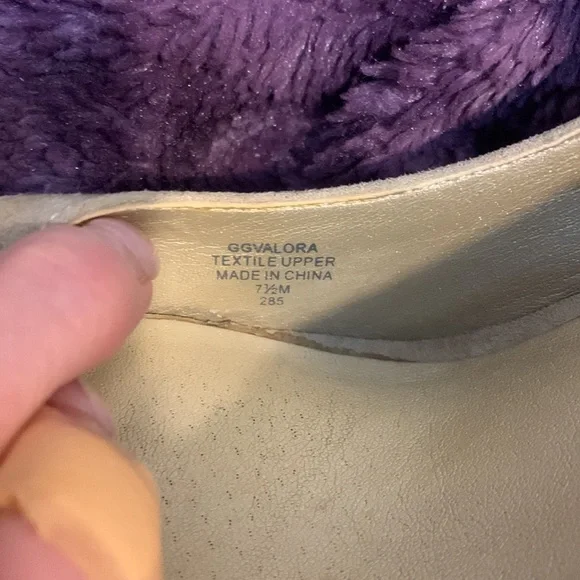 GGVALORA
TEXTILE UPPER
MADE IN CHINA
7½M
285